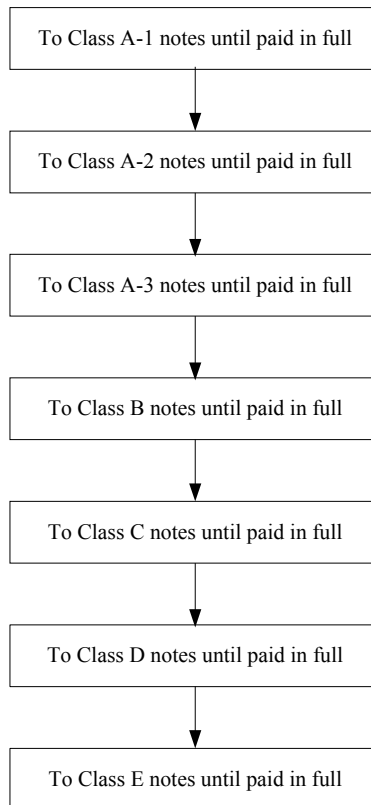 To Class A-1 notes until paid in full
To Class A-2 notes until paid in full
To Class A-3 notes until paid in full
To Class B notes until paid in full
To Class C notes until paid in full
To Class D notes until paid in full
To Class E notes until paid in full